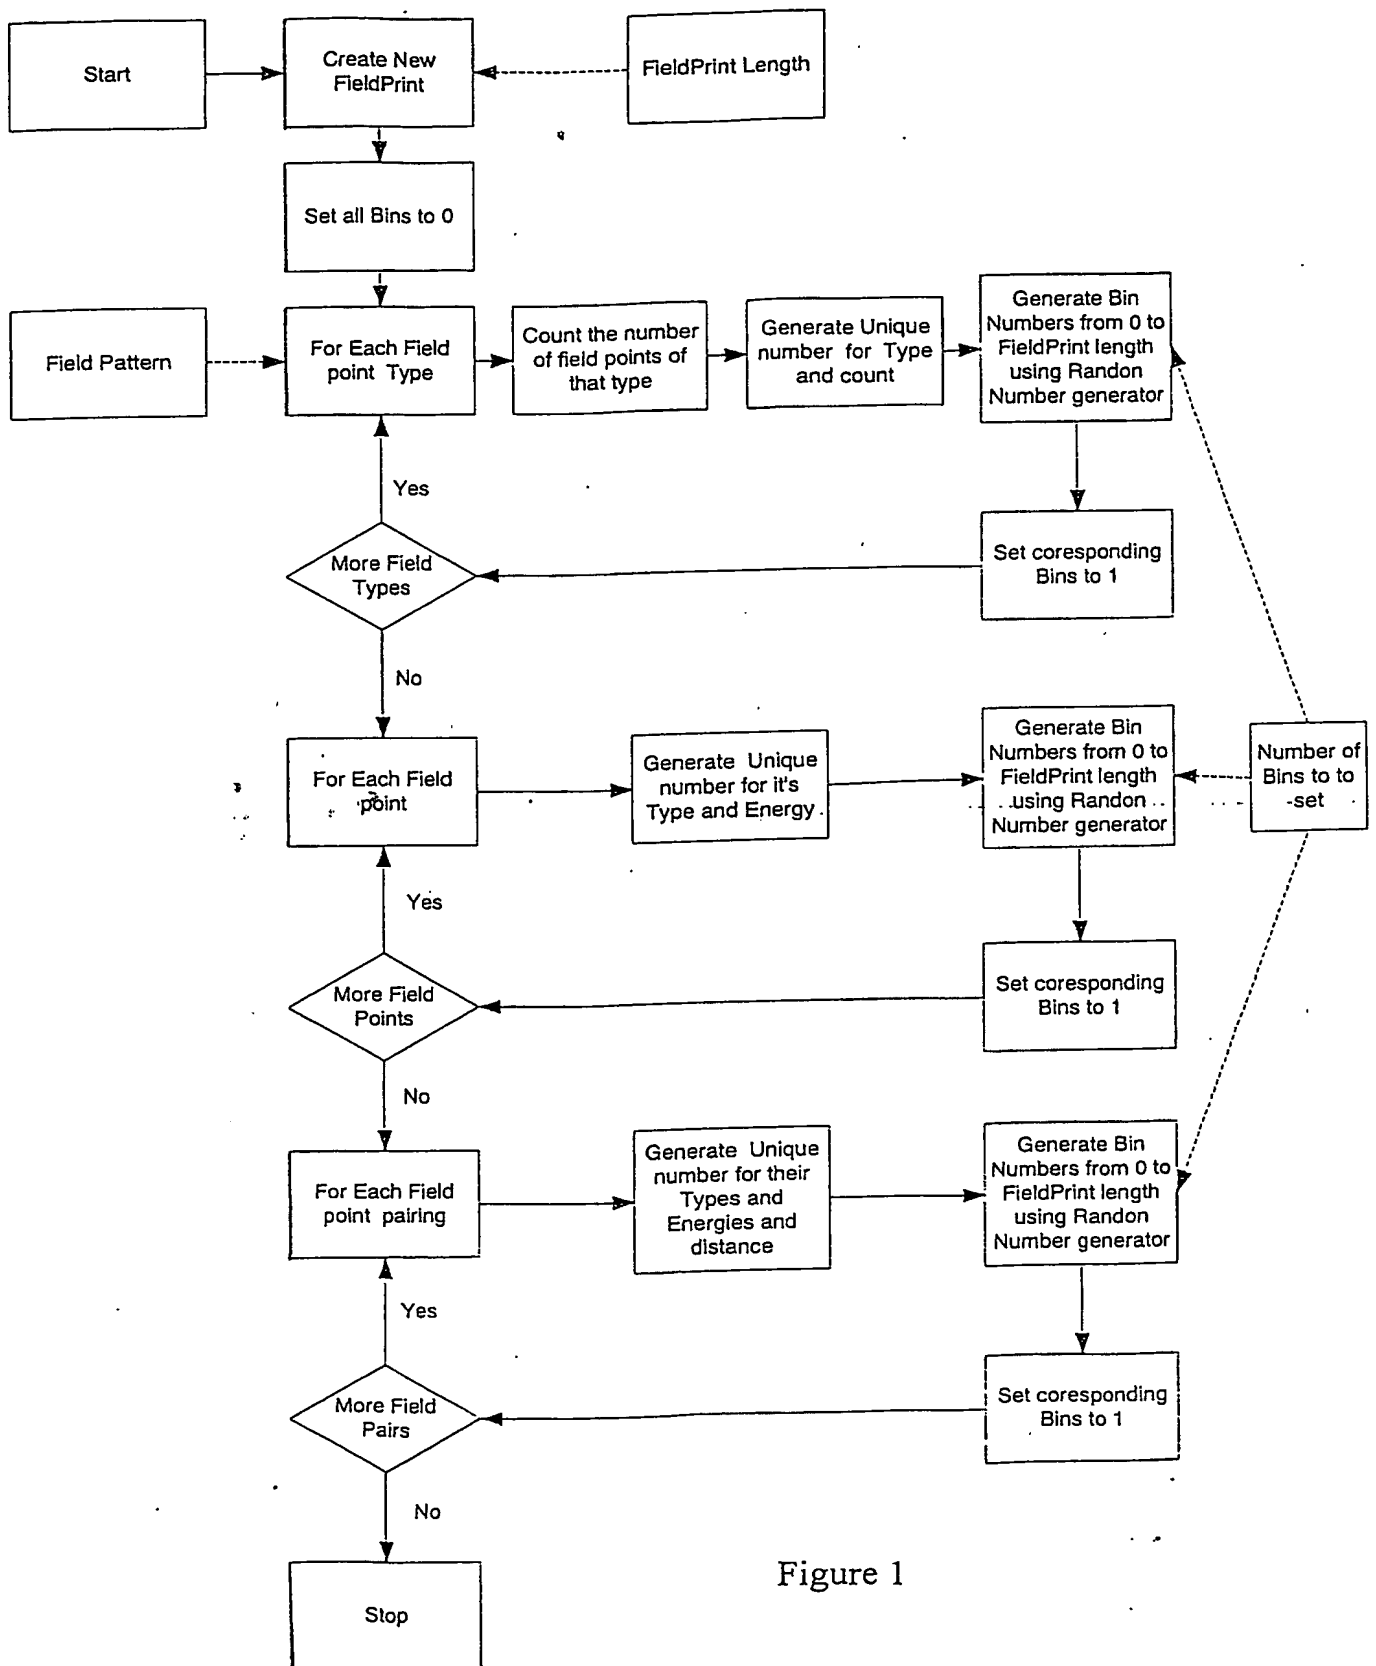 Start
Create New
FieldPrint
FieldPrint Length
Set all Bins to 0
Field Pattern
For Each Field
point Type
Count the number
of field points of
that type
Generate Unique
number for Type
and count
Generate Bin
Numbers from 0 to
FieldPrint length
using Randon
Number generator
Yes
More Field
Types
Set coresponding
Bins to 1
No
For Each Field
point
Generate Unique
number for it's
Type and Energy
Generate Bin
Numbers from 0 to
FieldPrint length
using Randon
Number generator
Number of
Bins to to
set
Yes
More Field
Points
Set coresponding
Bins to 1
No
For Each Field
point pairing
Generate Unique
number for their
Types and
Energies and
distance
Generate Bin
Numbers from 0 to
FieldPrint length
using Randon
Number generator
Yes
More Field
Pairs
Set coresponding
Bins to 1
No
Stop
Figure 1